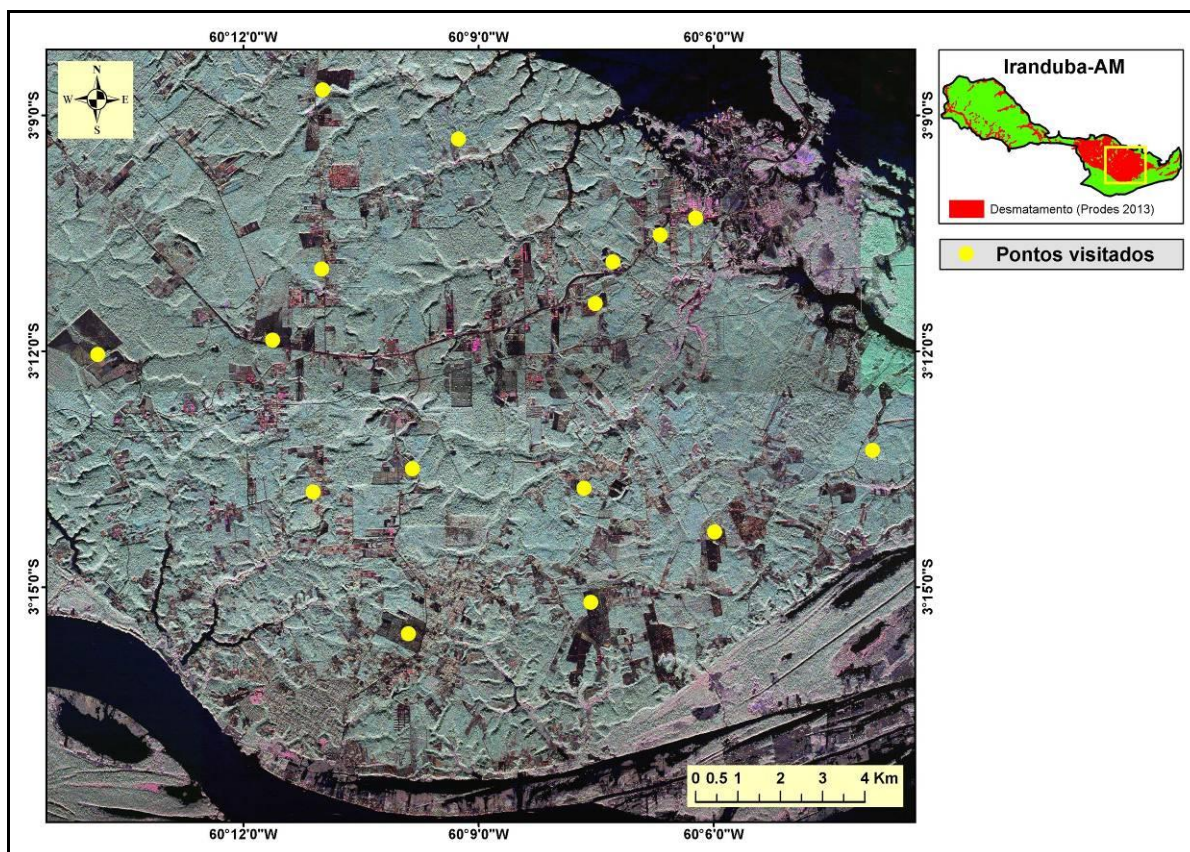 60°12'0"W 60°9'0"W 60°6'0"W
N
W E
S
3°9'0"S
3°12'0"S
3°15'0"S
3°9'0"S
3°12'0"S
3°15'0"S
0 0.5 1 2 3 4 Km
60°12'0"W 60°9'0"W 60°6'0"W
Iranduba-AM
Desmatamento (Prodes 2013)
Pontos visitados